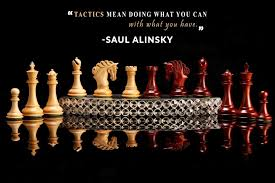 “TACTICS MEAN DOING WHAT YOU CAN
with what you have.”
-SAUL ALINSKY